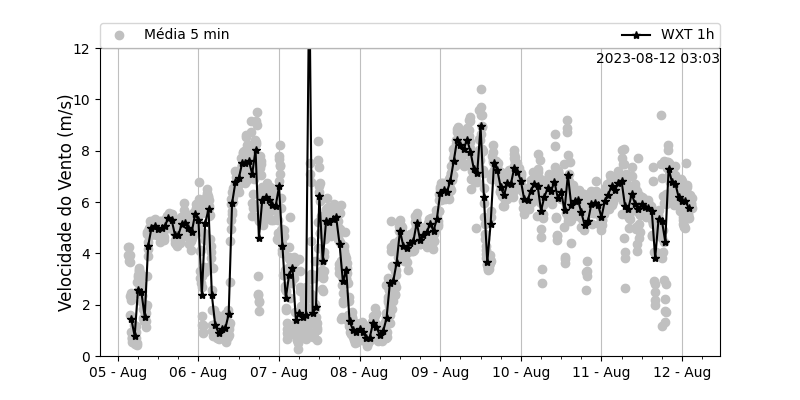 Média 5 min
WXT 1h
2023-08-12 03:03
Velocidade do Vento (m/s)
12
10
8
6
4
2
0
05 - Aug 06 - Aug 07 - Aug 08 - Aug 09 - Aug 10 - Aug 11 - Aug 12 - Aug